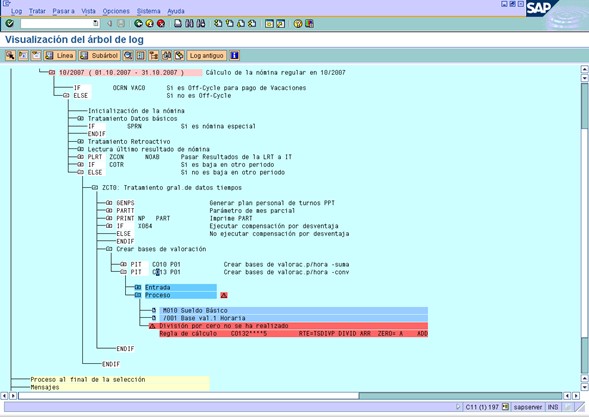 Log Tratar Pasar a Vista Opciones Sistema Ayuda
SAP
Visualización del árbol de log
Línea Subárbol Log antiguo
10/2007 ( 01.10.2007 - 31.10.2007 ) Cálculo de la nómina regular en 10/2007
IF OCRN VACO Si es Off-Cycle para pago de Vacaciones
ELSE Si no es Off-Cycle
Inicialización de la nómina
Tratamiento Datos básicos
IF SPRN Si es nómina especial
ENDIF
Tratamiento Retroactivo
Lectura último resultado de nómina
PLRT ZCON NOAB Pasar Resultados de la LRT a IT
IF COTR Si es baja en otro periodo
ELSE Si no es baja en otro periodo
ZCT0: Tratamiento gral.de datos tiempos
GENPS Generar plan personal de turnos PPT
PARTT Parámetro de mes parcial
PRINT NP PART Imprime PART
IF X064 Ejecutar compensación por desventaja
ELSE No ejecutar compensación por desventaja
ENDIF
Crear bases de valoración
PIT CO10 P01 Crear bases de valorac.p/hora -suma
PIT C013 P01 Crear bases de valorac.p/hora -conv
Entrada
Proceso
M010 Sueldo Básico
/001 Base val.1 Horaria
División por cero no se ha realizado
Regla de cálculo CO132****5 RTE=TSDIVP DIVID ARR ZERO= A ADD
ENDIF
ENDIF
Proceso al final de la selección
Mensajes
C11 (1) 197 sapserver INS